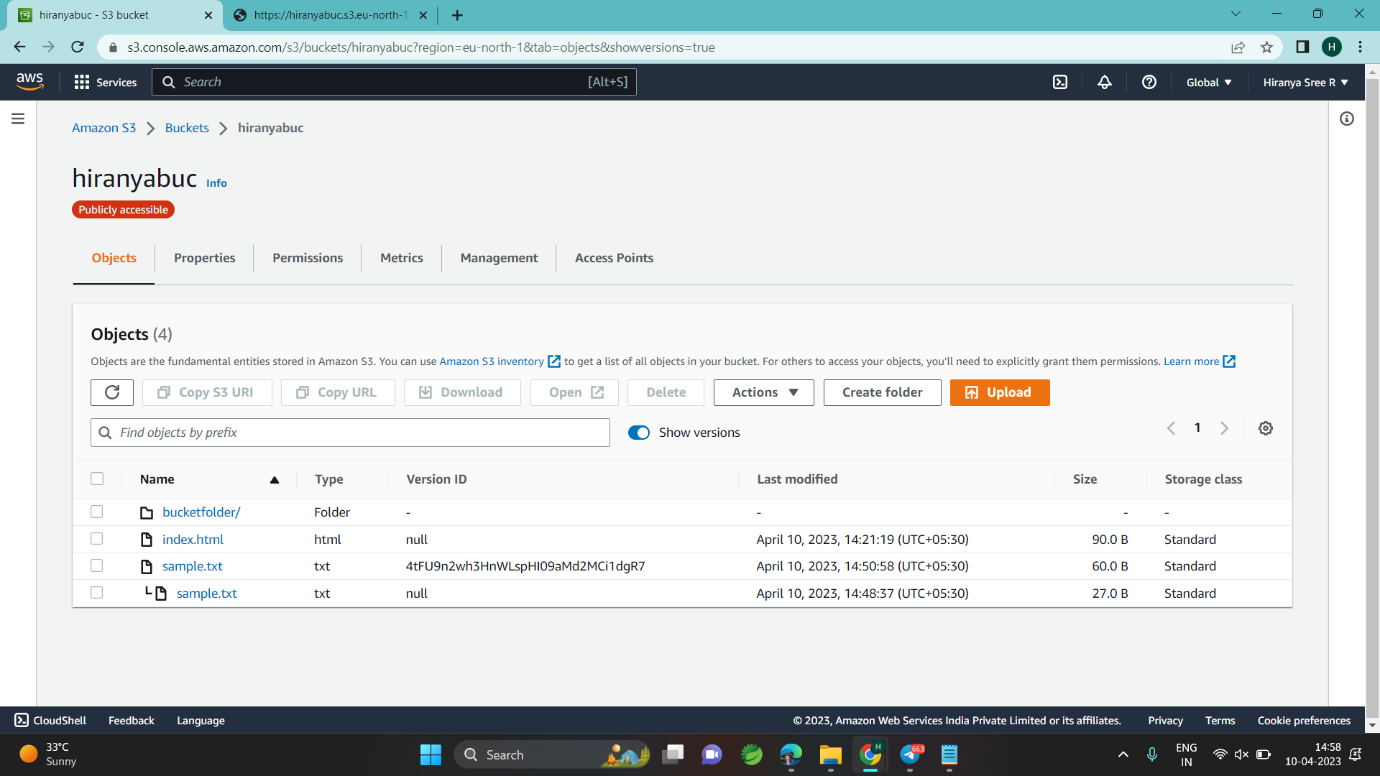 hiranyabuc - S3 bucket
https://hiranyabuc.s3.eu-north-1
s3.console.aws.amazon.com/s3/buckets/hiranyabuc?region=eu-north-1&tab=objects&showversions=true
H
aws
Services
Search
[Alt+S]
Global
Hiranya Sree R
Amazon S3
Buckets
hiranyabuc
hiranyabuc
Info
Publicly accessible
Objects
Properties
Permissions
Metrics
Management
Access Points
Objects (4)
Objects are the fundamental entities stored in Amazon S3. You can use Amazon S3 inventory to get a list of all objects in your bucket. For others to access your objects, you'll need to explicitly grant them permissions. Learn more
Copy S3 URI
Copy URL
Download
Open
Delete
Actions
Create folder
Upload
Find objects by prefix
Show versions
1
Name Type Version ID Last modified Size Storage class
bucketfolder/ Folder - - - -
index.html html null April 10, 2023, 14:21:19 (UTC+05:30) 90.0 B Standard
sample.txt txt 4tFU9n2wh3HnWLspHI09aMd2MCi1dgR7 April 10, 2023, 14:50:58 (UTC+05:30) 60.0 B Standard
sample.txt txt null April 10, 2023, 14:48:37 (UTC+05:30) 27.0 B Standard
CloudShell
Feedback
Language
© 2023, Amazon Web Services India Private Limited or its affiliates.
Privacy
Terms
Cookie preferences
33°C
Sunny
Search
H
663
ENG
IN
14:58
10-04-2023